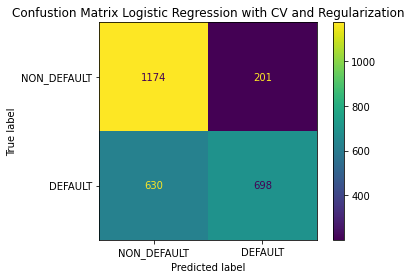 Confustion Matrix Logistic Regression with CV and Regularization
NON_DEFAULT
DEFAULT
True label
1174
201
630
698
NON_DEFAULT
DEFAULT
Predicted label
1000
800
600
400